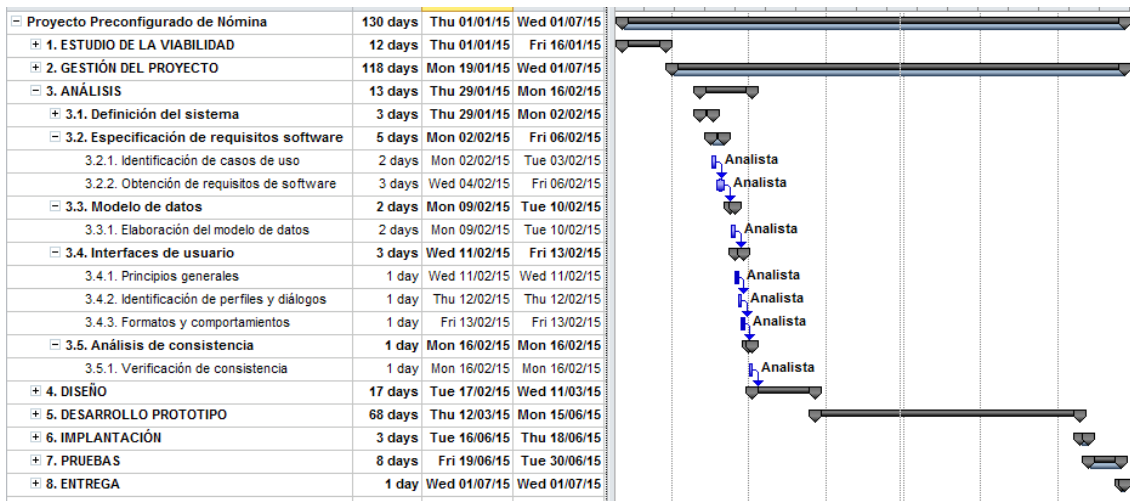 Proyecto Preconfigurado de Nómina 130 days Thu 01/01/15 Wed 01/07/15
1. ESTUDIO DE LA VIABILIDAD 12 days Thu 01/01/15 Fri 16/01/15
2. GESTIÓN DEL PROYECTO 118 days Mon 19/01/15 Wed 01/07/15
3. ANÁLISIS 13 days Thu 29/01/15 Mon 16/02/15
3.1. Definición del sistema 3 days Thu 29/01/15 Mon 02/02/15
3.2. Especificación de requisitos software 5 days Mon 02/02/15 Fri 06/02/15
3.2.1. Identificación de casos de uso 2 days Mon 02/02/15 Tue 03/02/15 Analista
3.2.2. Obtención de requisitos de software 3 days Wed 04/02/15 Fri 06/02/15 Analista
3.3. Modelo de datos 2 days Mon 09/02/15 Tue 10/02/15
3.3.1. Elaboración del modelo de datos 2 days Mon 09/02/15 Tue 10/02/15 Analista
3.4. Interfaces de usuario 3 days Wed 11/02/15 Fri 13/02/15
3.4.1. Principios generales 1 day Wed 11/02/15 Wed 11/02/15 Analista
3.4.2. Identificación de perfiles y diálogos 1 day Thu 12/02/15 Thu 12/02/15 Analista
3.4.3. Formatos y comportamientos 1 day Fri 13/02/15 Fri 13/02/15 Analista
3.5. Análisis de consistencia 1 day Mon 16/02/15 Mon 16/02/15
3.5.1. Verificación de consistencia 1 day Mon 16/02/15 Mon 16/02/15 Analista
4. DISEÑO 17 days Tue 17/02/15 Wed 11/03/15
5. DESARROLLO PROTOTIPO 68 days Thu 12/03/15 Mon 15/06/15
6. IMPLANTACIÓN 3 days Tue 16/06/15 Thu 18/06/15
7. PRUEBAS 8 days Fri 19/06/15 Tue 30/06/15
8. ENTREGA 1 day Wed 01/07/15 Wed 01/07/15